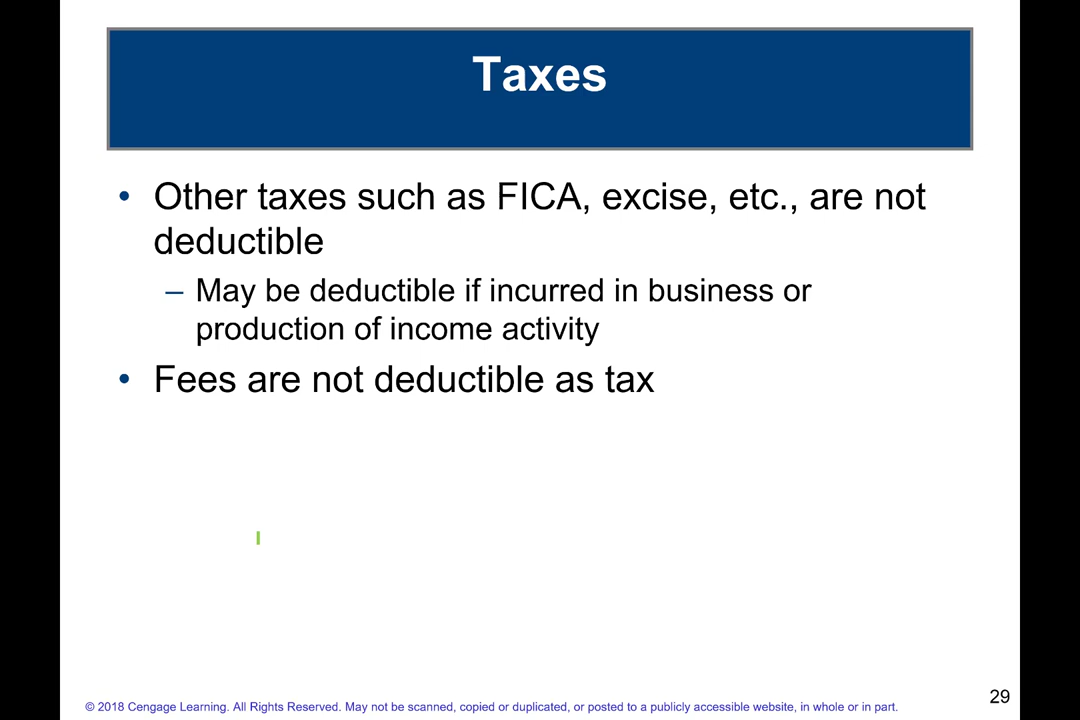 Taxes
• Other taxes such as FICA, excise, etc., are not
deductible
– May be deductible if incurred in business or
production of income activity
• Fees are not deductible as tax
29
© 2018 Cengage Learning. All Rights Reserved. May not be scanned, copied or duplicated, or posted to a publicly accessible website, in whole or in part.